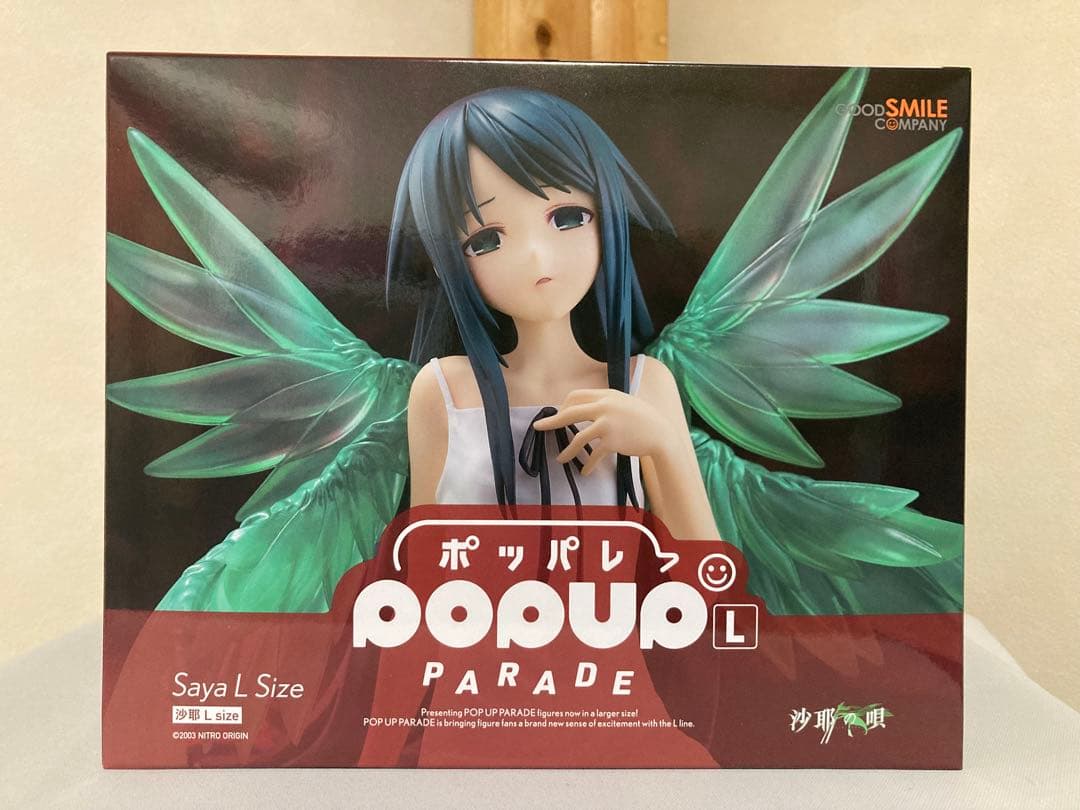 GOOD SMILE
COMPANY
ポッパレ
POP UP L
PARADE
Saya L Size
沙耶 L size
©2003 NITRO ORIGIN
Presenting POP UP PARADE figures now in a larger size!
POP UP PARADE is bringing figure fans a brand new sense of excitement with the L line.
沙耶の唄